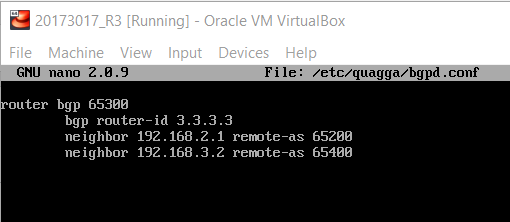 20173017_R3 [Running] - Oracle VM VirtualBox
File Machine View Input Devices Help
GNU nano 2.0.9 File: /etc/quagga/bgpd.conf
router bgp 65300
bgp router-id 3.3.3.3
neighbor 192.168.2.1 remote-as 65200
neighbor 192.168.3.2 remote-as 65400